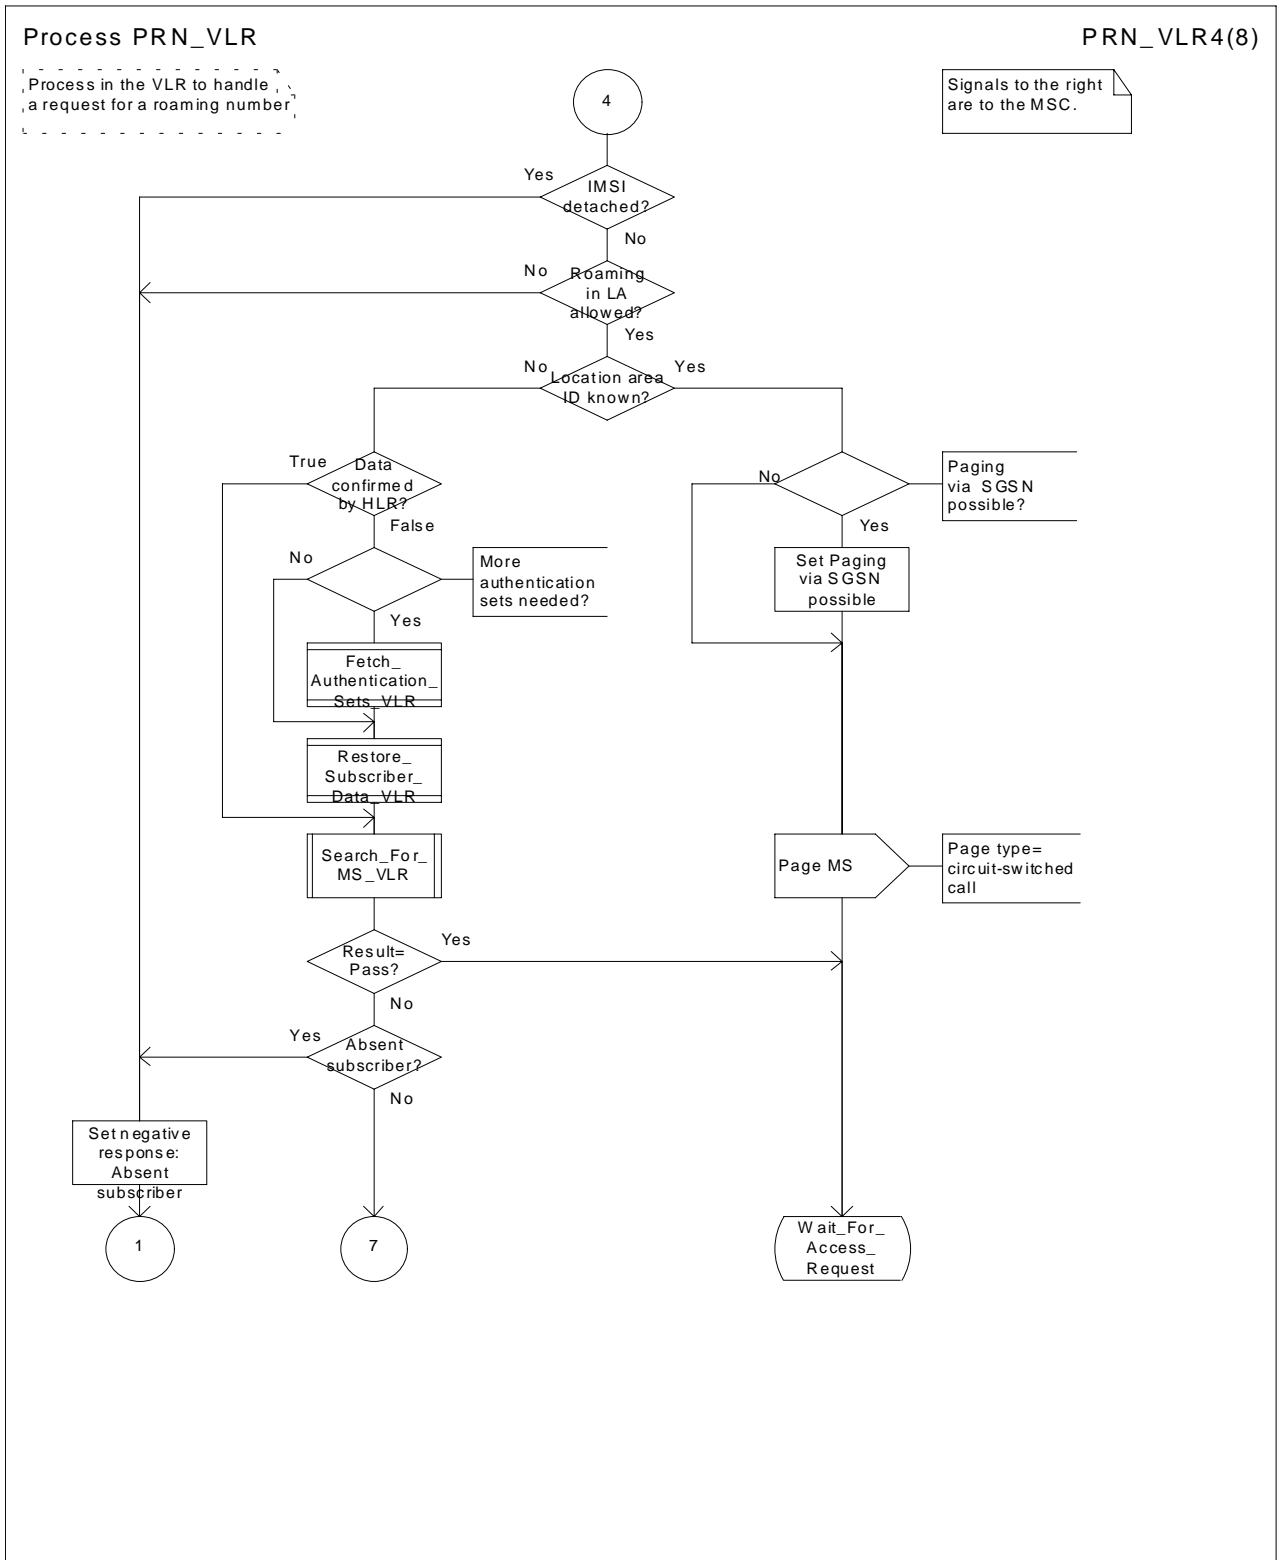 Process PRN_VLR
PRN_VLR4(8)
Process in the VLR to handle
a request for a roaming number
4
Signals to the right
are to the MSC.
Yes
IMSI
detached?
No
No
Roaming
in LA
allowed?
Yes
No
Location area
ID known?
Yes
True
Data
confirmed
by HLR?
False
No
Paging
via SGSN
possible?
Yes
No
More
authentication
sets needed?
Yes
Set Paging
via SGSN
possible
Fetch_
Authentication_
Sets_VLR
Restore_
Subscriber_
Data_VLR
Search_For_
MS_VLR
Page MS
Page type=
circuit-switched
call
Result=
Pass?
Yes
No
Yes
Absent
subscriber?
No
Set negative
response:
Absent
subscriber
1
7
Wait_For_
Access_
Request